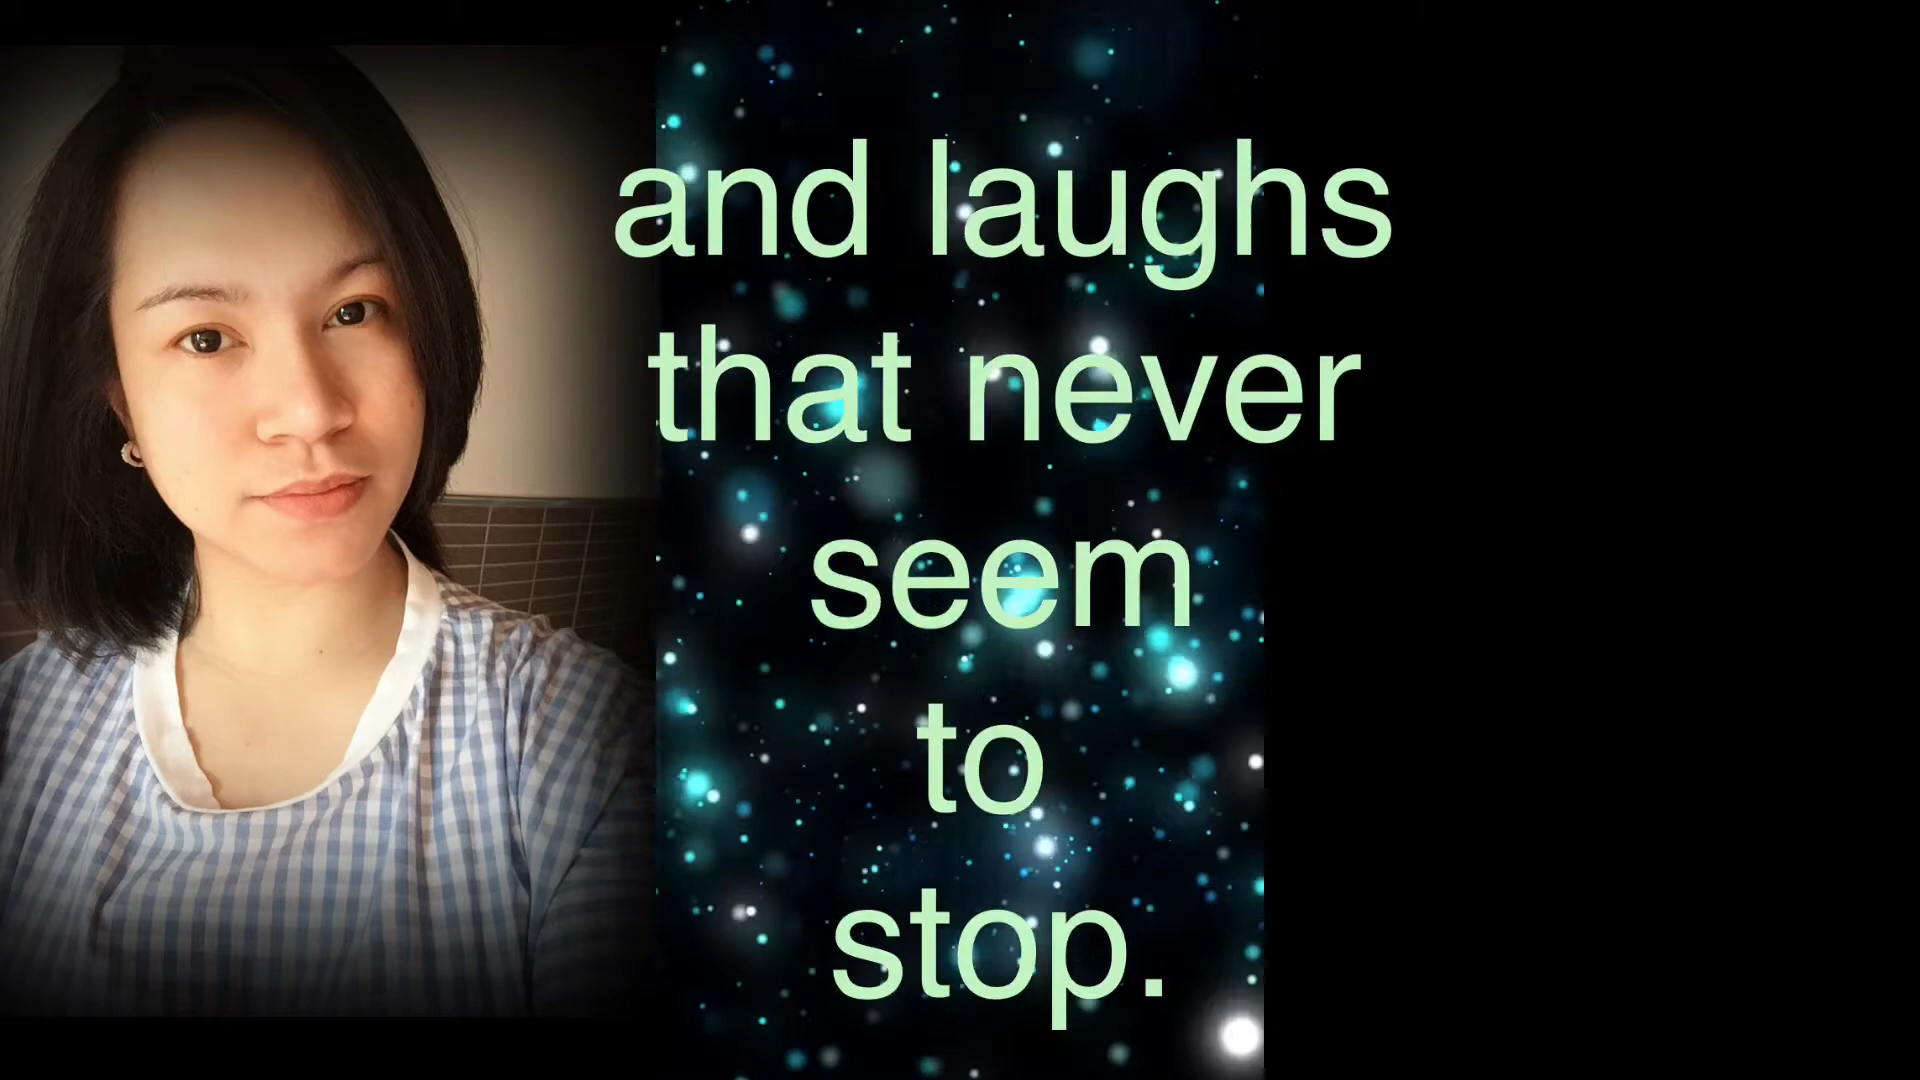 and laughs
that never
seem
to
stop.